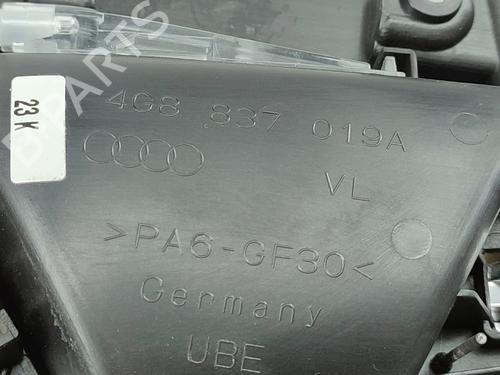 4G8 837 019A
23 K
VL
>PA6-GF30<
Germany
UBE